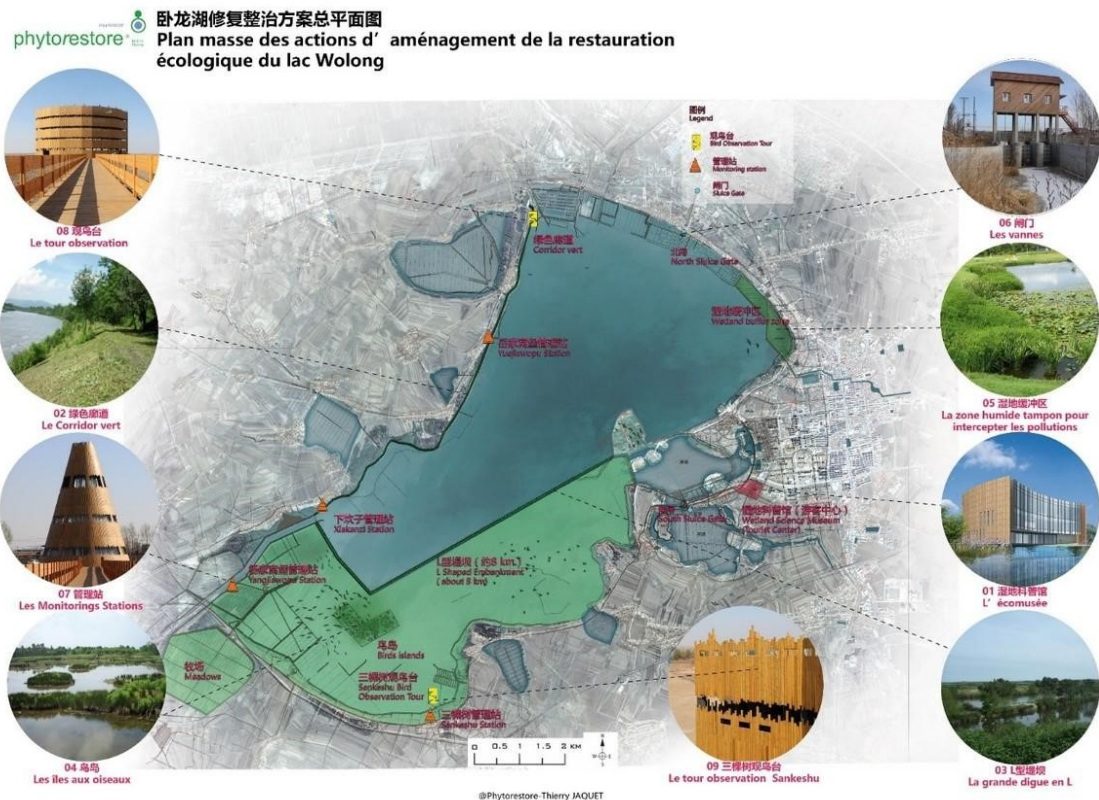 phytorestore
卧龙湖修复整治方案总平面图
Plan masse des actions d’ aménagement de la restauration
écologique du lac Wolong
图例
Legend
观鸟台
Bird Observation Tour
管理站
Monitoring station
闸门
Sluice Gate
08 观鸟台
Le tour observation
02 绿色廊道
Le Corridor vert
07 管理站
Les Monitorings Stations
04 鸟岛
Les îles aux oiseaux
06 闸门
Les vannes
05 湿地缓冲区
La zone humide tampon pour
intercepter les pollutions
01 湿地科普馆
L’ écomusée
03 L型堤坝
La grande digue en L
09 三棵树观鸟台
Le tour observation Sankeshu
绿色廊道
Corridor vert
North Sluice Gate
湿地缓冲区
Wetland buffer zone
Station
下坎子管理站
Xiakanzi Station
Yangjiawopu Station
L型堤坝（约8 km.）
L Shaped Embankment
( about 8 km)
South Sluice Gate
湿地科普馆（游客中心）
Wetland Science Museum
(Tourist Center)
鸟岛
Birds islands
牧场
Meadows
三棵树观鸟台
Sankeshu Bird
Observation Tour
三棵树管理站
Sankeshu Station
0 0.5 1 1.5 2 KM
@Phytorestore-Thierry JAQUET